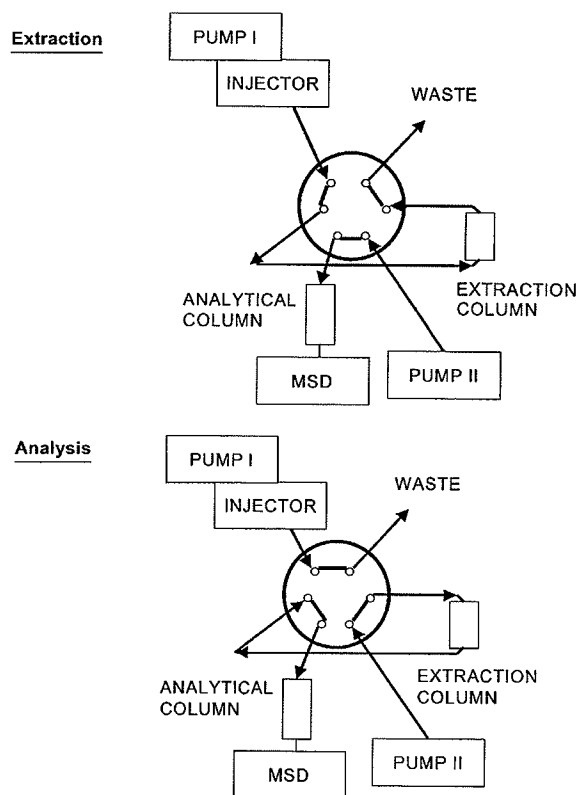 Extraction
PUMP I
INJECTOR
WASTE
ANALYTICAL
COLUMN
EXTRACTION
COLUMN
MSD
PUMP II
Analysis
PUMP I
INJECTOR
WASTE
ANALYTICAL
COLUMN
EXTRACTION
COLUMN
MSD
PUMP II